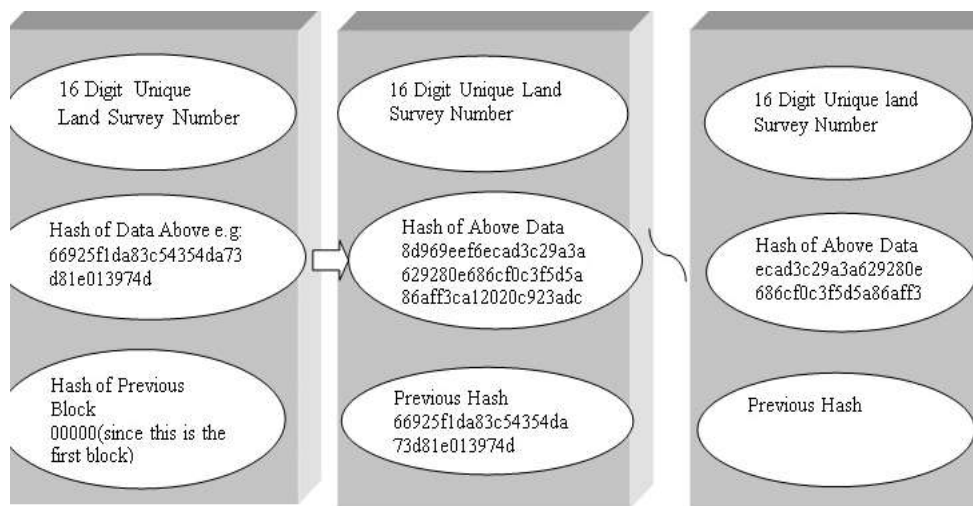 16 Digit Unique
Land Survey Number
Hash of Data Above e.g:
66925f1da83c54354da73
d81e013974d
Hash of Previous
Block
00000(since this is the
first block)
16 Digit Unique Land
Survey Number
Hash of Above Data
8d969eef6ecad3c29a3a
629280e686cf0c3f5d5a
86aff3ca12020c923adc
Previous Hash
66925f1da83c54354da
73d81e013974d
16 Digit Unique land
Survey Number
Hash of Above Data
ecad3c29a3a629280e
686cf0c3f5d5a86aff3
Previous Hash